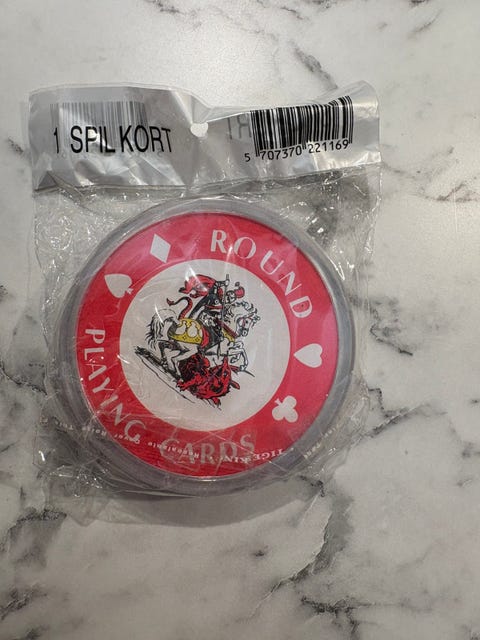 1 SPIL KORT
5 707370 221169
ROUND
PLAYING CARDS